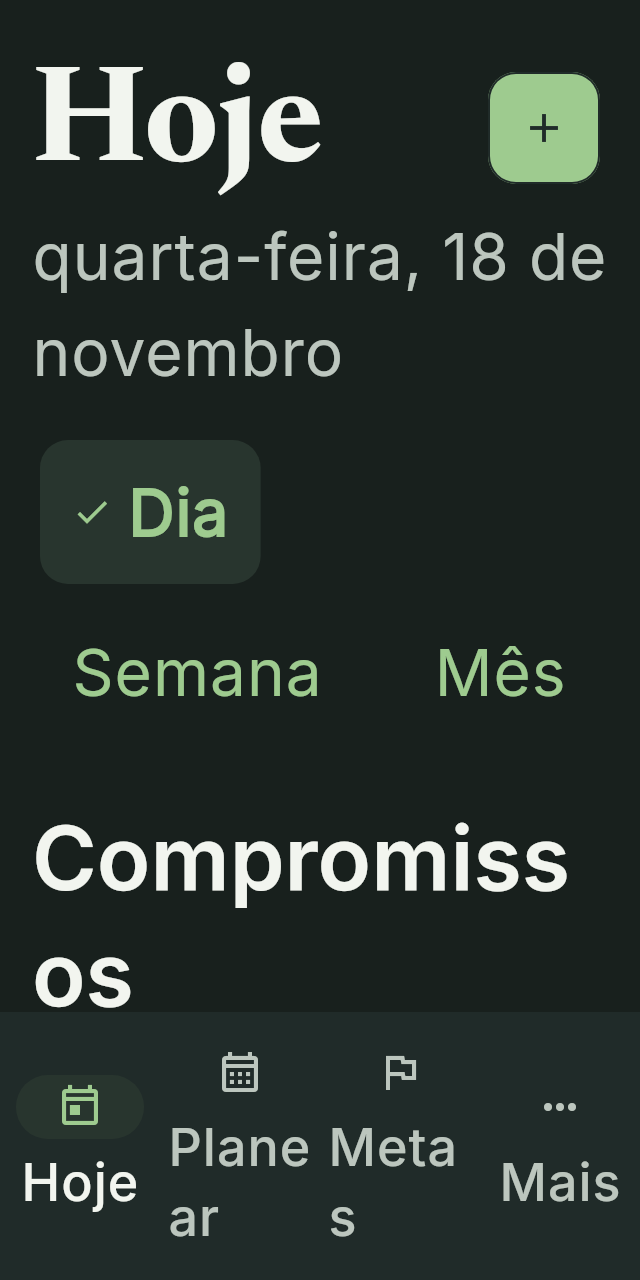 Hoje
quarta-feira, 18 de
novembro
Dia
Semana Mês
Compromiss
os
Hoje
Plane
ar
Meta
s
Mais